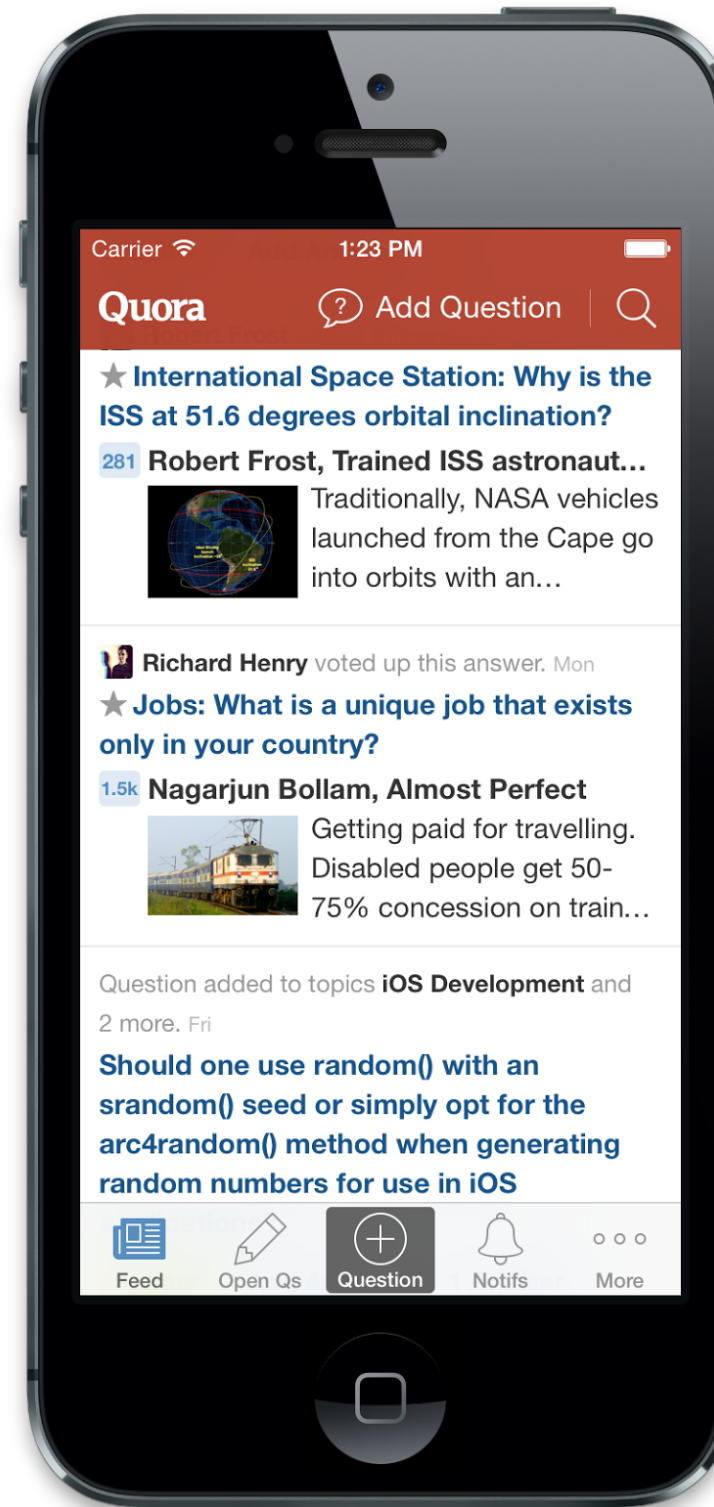 Carrier
1:23 PM
Quora
Add Question
International Space Station: Why is the
ISS at 51.6 degrees orbital inclination?
281 Robert Frost, Trained ISS astronaut…
Traditionally, NASA vehicles
launched from the Cape go
into orbits with an…
Richard Henry voted up this answer. Mon
Jobs: What is a unique job that exists
only in your country?
1.5k Nagarjun Bollam, Almost Perfect
Getting paid for travelling.
Disabled people get 50-
75% concession on train…
Question added to topics iOS Development and
2 more. Fri
Should one use random() with an
srandom() seed or simply opt for the
arc4random() method when generating
random numbers for use in iOS
Feed
Open Qs
Question
Notifs
More